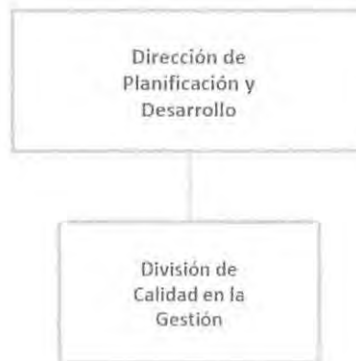 Dirección de
Planificación y
Desarrollo
División de
Calidad en la
Gestión